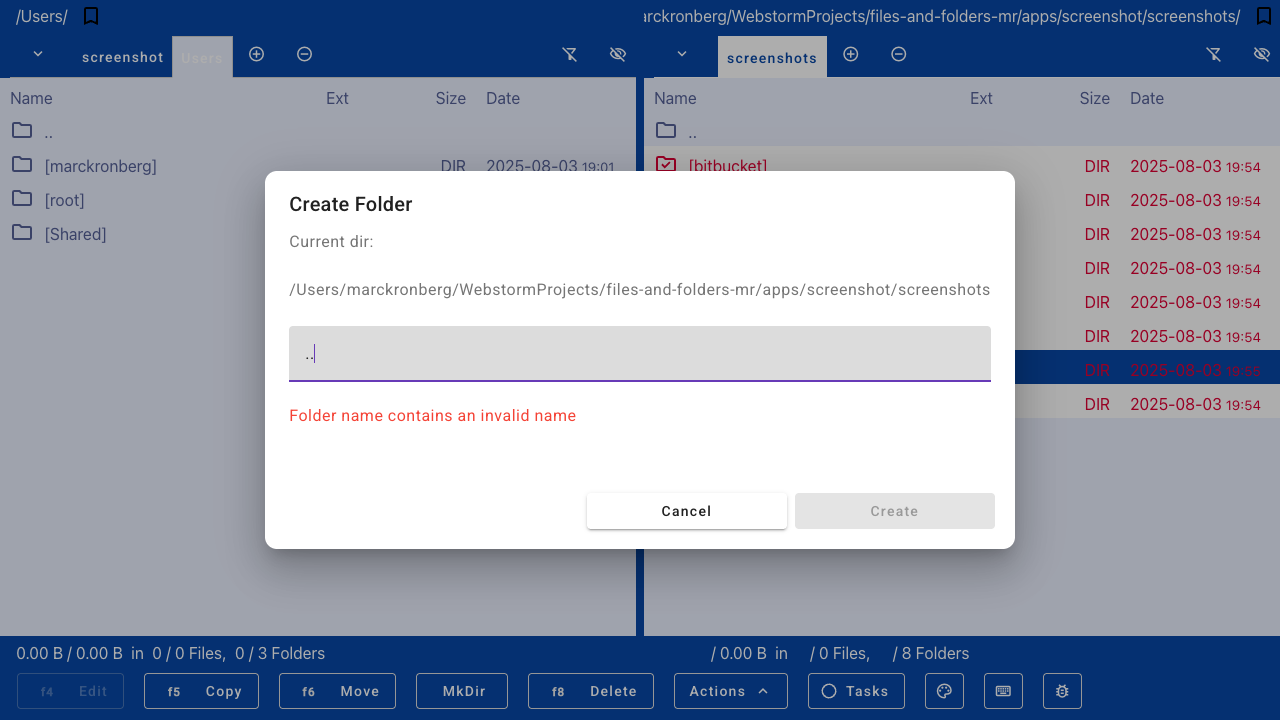 /Users/
arckronberg/WebstormProjects/files-and-folders-mr/apps/screenshot/screenshots/
screenshot Users
screenshots
Name Ext Size Date
..
[marckronberg] DIR 2025-08-03 19:01
[root]
[Shared]
Name Ext Size Date
..
[bitbucket] DIR 2025-08-03 19:54
DIR 2025-08-03 19:54
DIR 2025-08-03 19:54
DIR 2025-08-03 19:54
DIR 2025-08-03 19:54
DIR 2025-08-03 19:54
DIR 2025-08-03 19:55
DIR 2025-08-03 19:54
Create Folder
Current dir:
/Users/marckronberg/WebstormProjects/files-and-folders-mr/apps/screenshot/screenshots
..
Folder name contains an invalid name
Cancel Create
0.00 B / 0.00 B in 0 / 0 Files, 0 / 3 Folders
/ 0.00 B in / 0 Files, / 8 Folders
f4 Edit f5 Copy f6 Move MkDir f8 Delete Actions Tasks